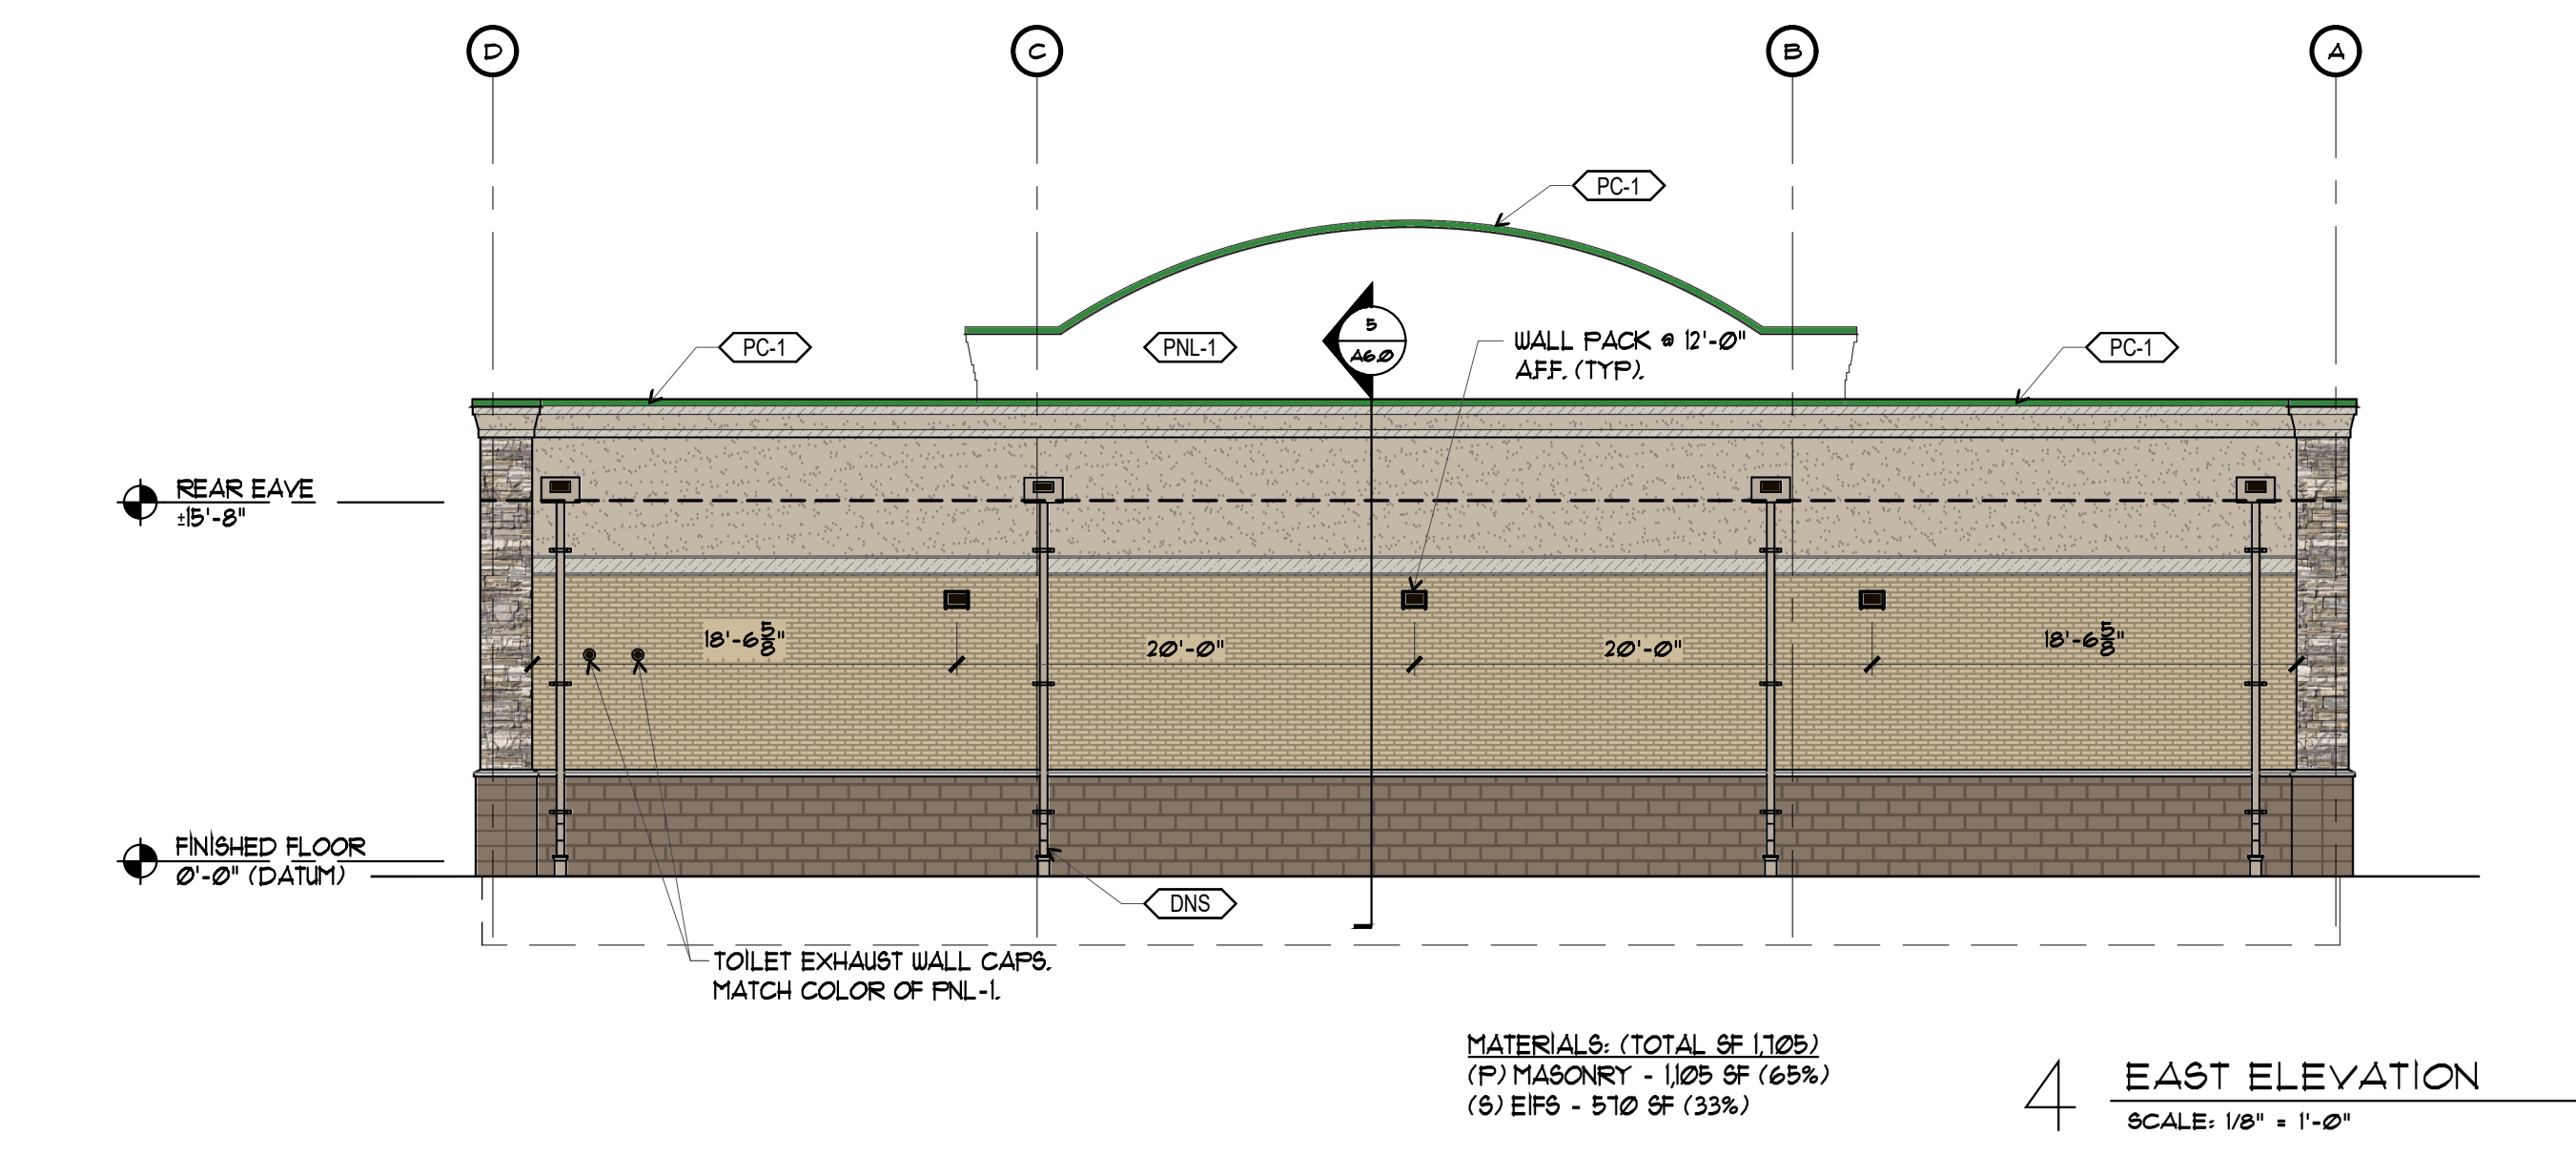 D
C
B
A
PC-1
PC-1
PNL-1
5
A6.0
WALL PACK @ 12'-0"
A.F.F. (TYP).
PC-1
REAR EAVE
±15'-8"
18'-6 5/8"
20'-0"
20'-0"
18'-6 5/8"
FINISHED FLOOR
0'-0" (DATUM)
DNS
TOILET EXHAUST WALL CAPS.
MATCH COLOR OF PNL-1.
MATERIALS: (TOTAL SF 1,705)
(P) MASONRY - 1,105 SF (65%)
(S) EIFS - 570 SF (33%)
4
EAST ELEVATION
SCALE: 1/8" = 1'-0"